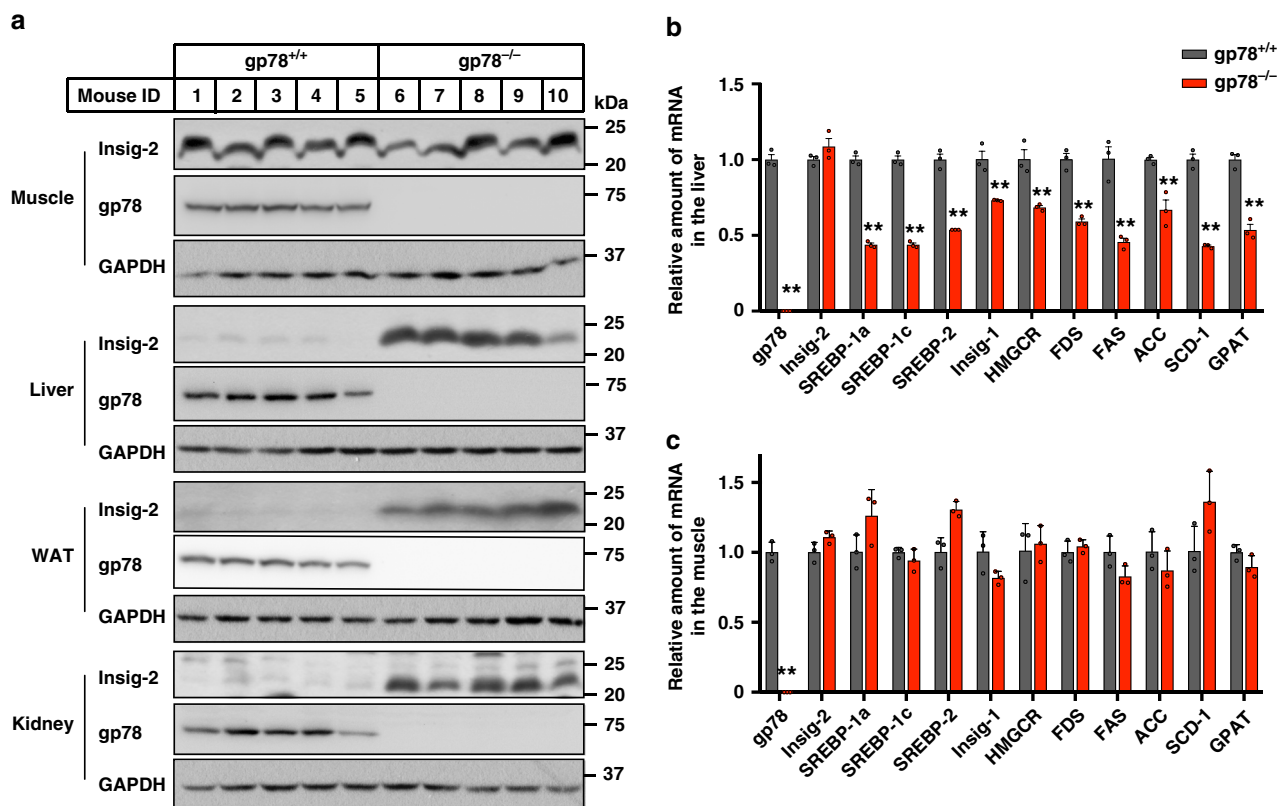 a
gp78+/+ gp78–/–
Mouse ID 1 2 3 4 5 6 7 8 9 10 kDa
Muscle
Insig-2 25 20
gp78 75
GAPDH 37
Liver
Insig-2 25 20
gp78 75
GAPDH 37
WAT
Insig-2 25 20
gp78 75
GAPDH 37
Kidney
Insig-2 25 20
gp78 75
GAPDH 37
b
gp78+/+
gp78–/–
Relative amount of mRNA
in the liver
1.5
1.0
0.5
0
** ** ** ** ** ** ** ** ** ** **
gp78 Insig-2 SREBP-1a SREBP-1c SREBP-2 Insig-1 HMGCR FDS FAS ACC SCD-1 GPAT
c
Relative amount of mRNA
in the muscle
1.5
1.0
0.5
0
**
gp78 Insig-2 SREBP-1a SREBP-1c SREBP-2 Insig-1 HMGCR FDS FAS ACC SCD-1 GPAT